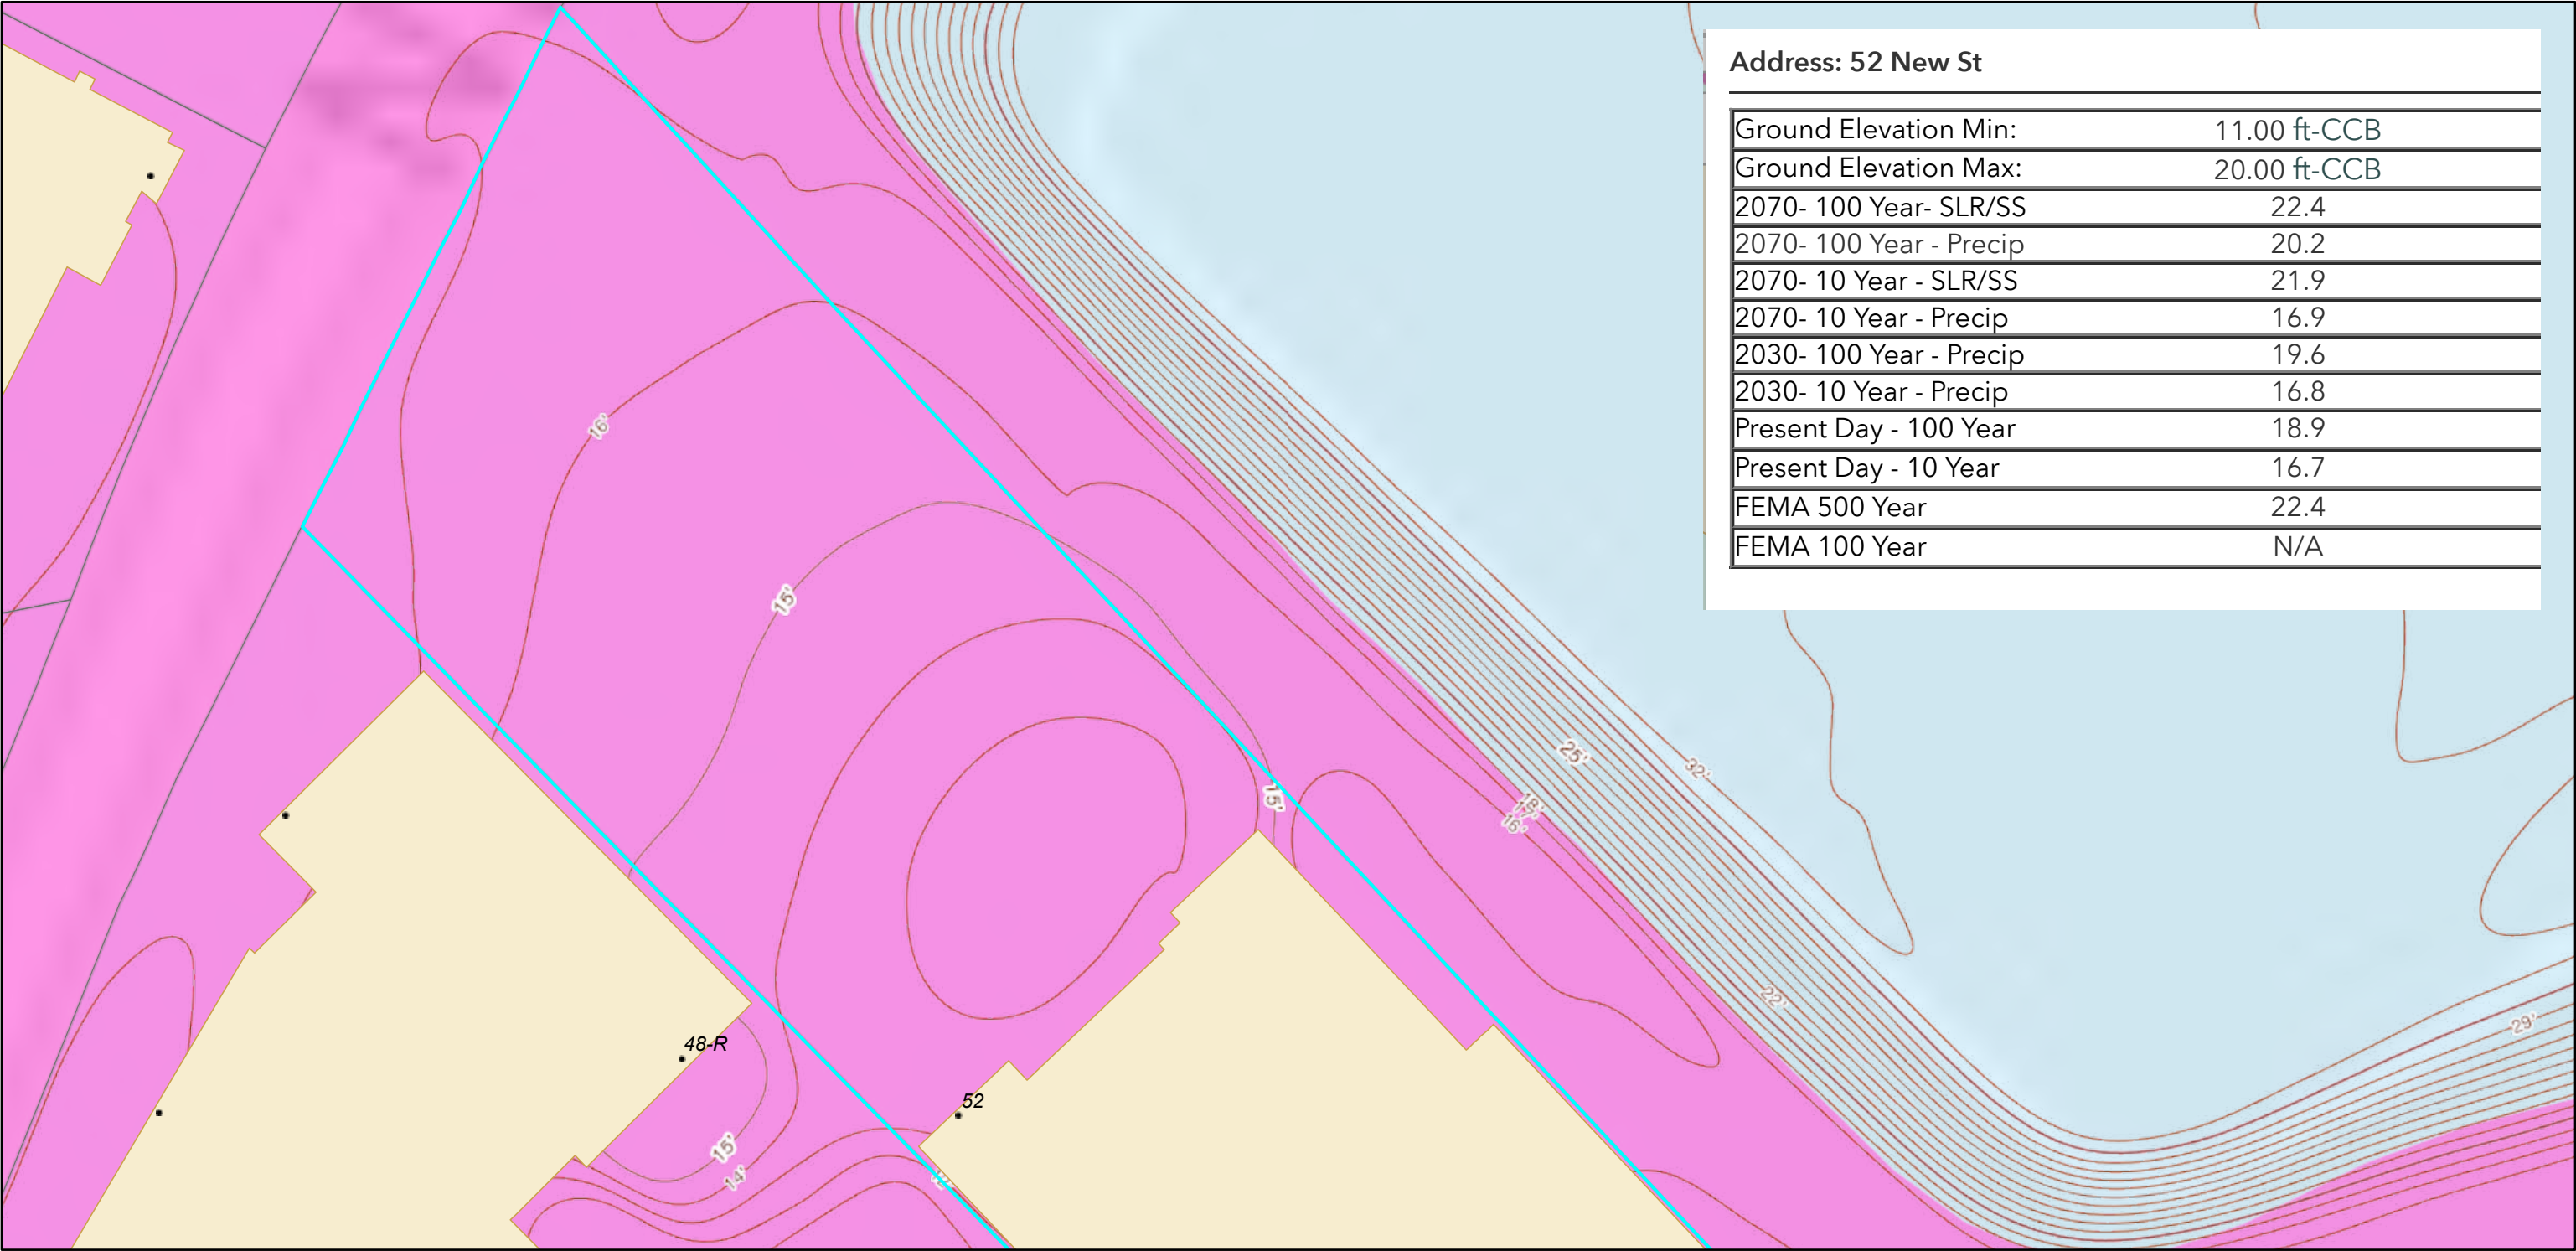 Address: 52 New St
Ground Elevation Min: 11.00 ft-CCB
Ground Elevation Max: 20.00 ft-CCB
2070- 100 Year- SLR/SS 22.4
2070- 100 Year - Precip 20.2
2070- 10 Year - SLR/SS 21.9
2070- 10 Year - Precip 16.9
2030- 100 Year - Precip 19.6
2030- 10 Year - Precip 16.8
Present Day - 100 Year 18.9
Present Day - 10 Year 16.7
FEMA 500 Year 22.4
FEMA 100 Year N/A
16'
15'
25'
32'
15'
18'
17'
16'
22'
29'
48-R
52
15'
14'